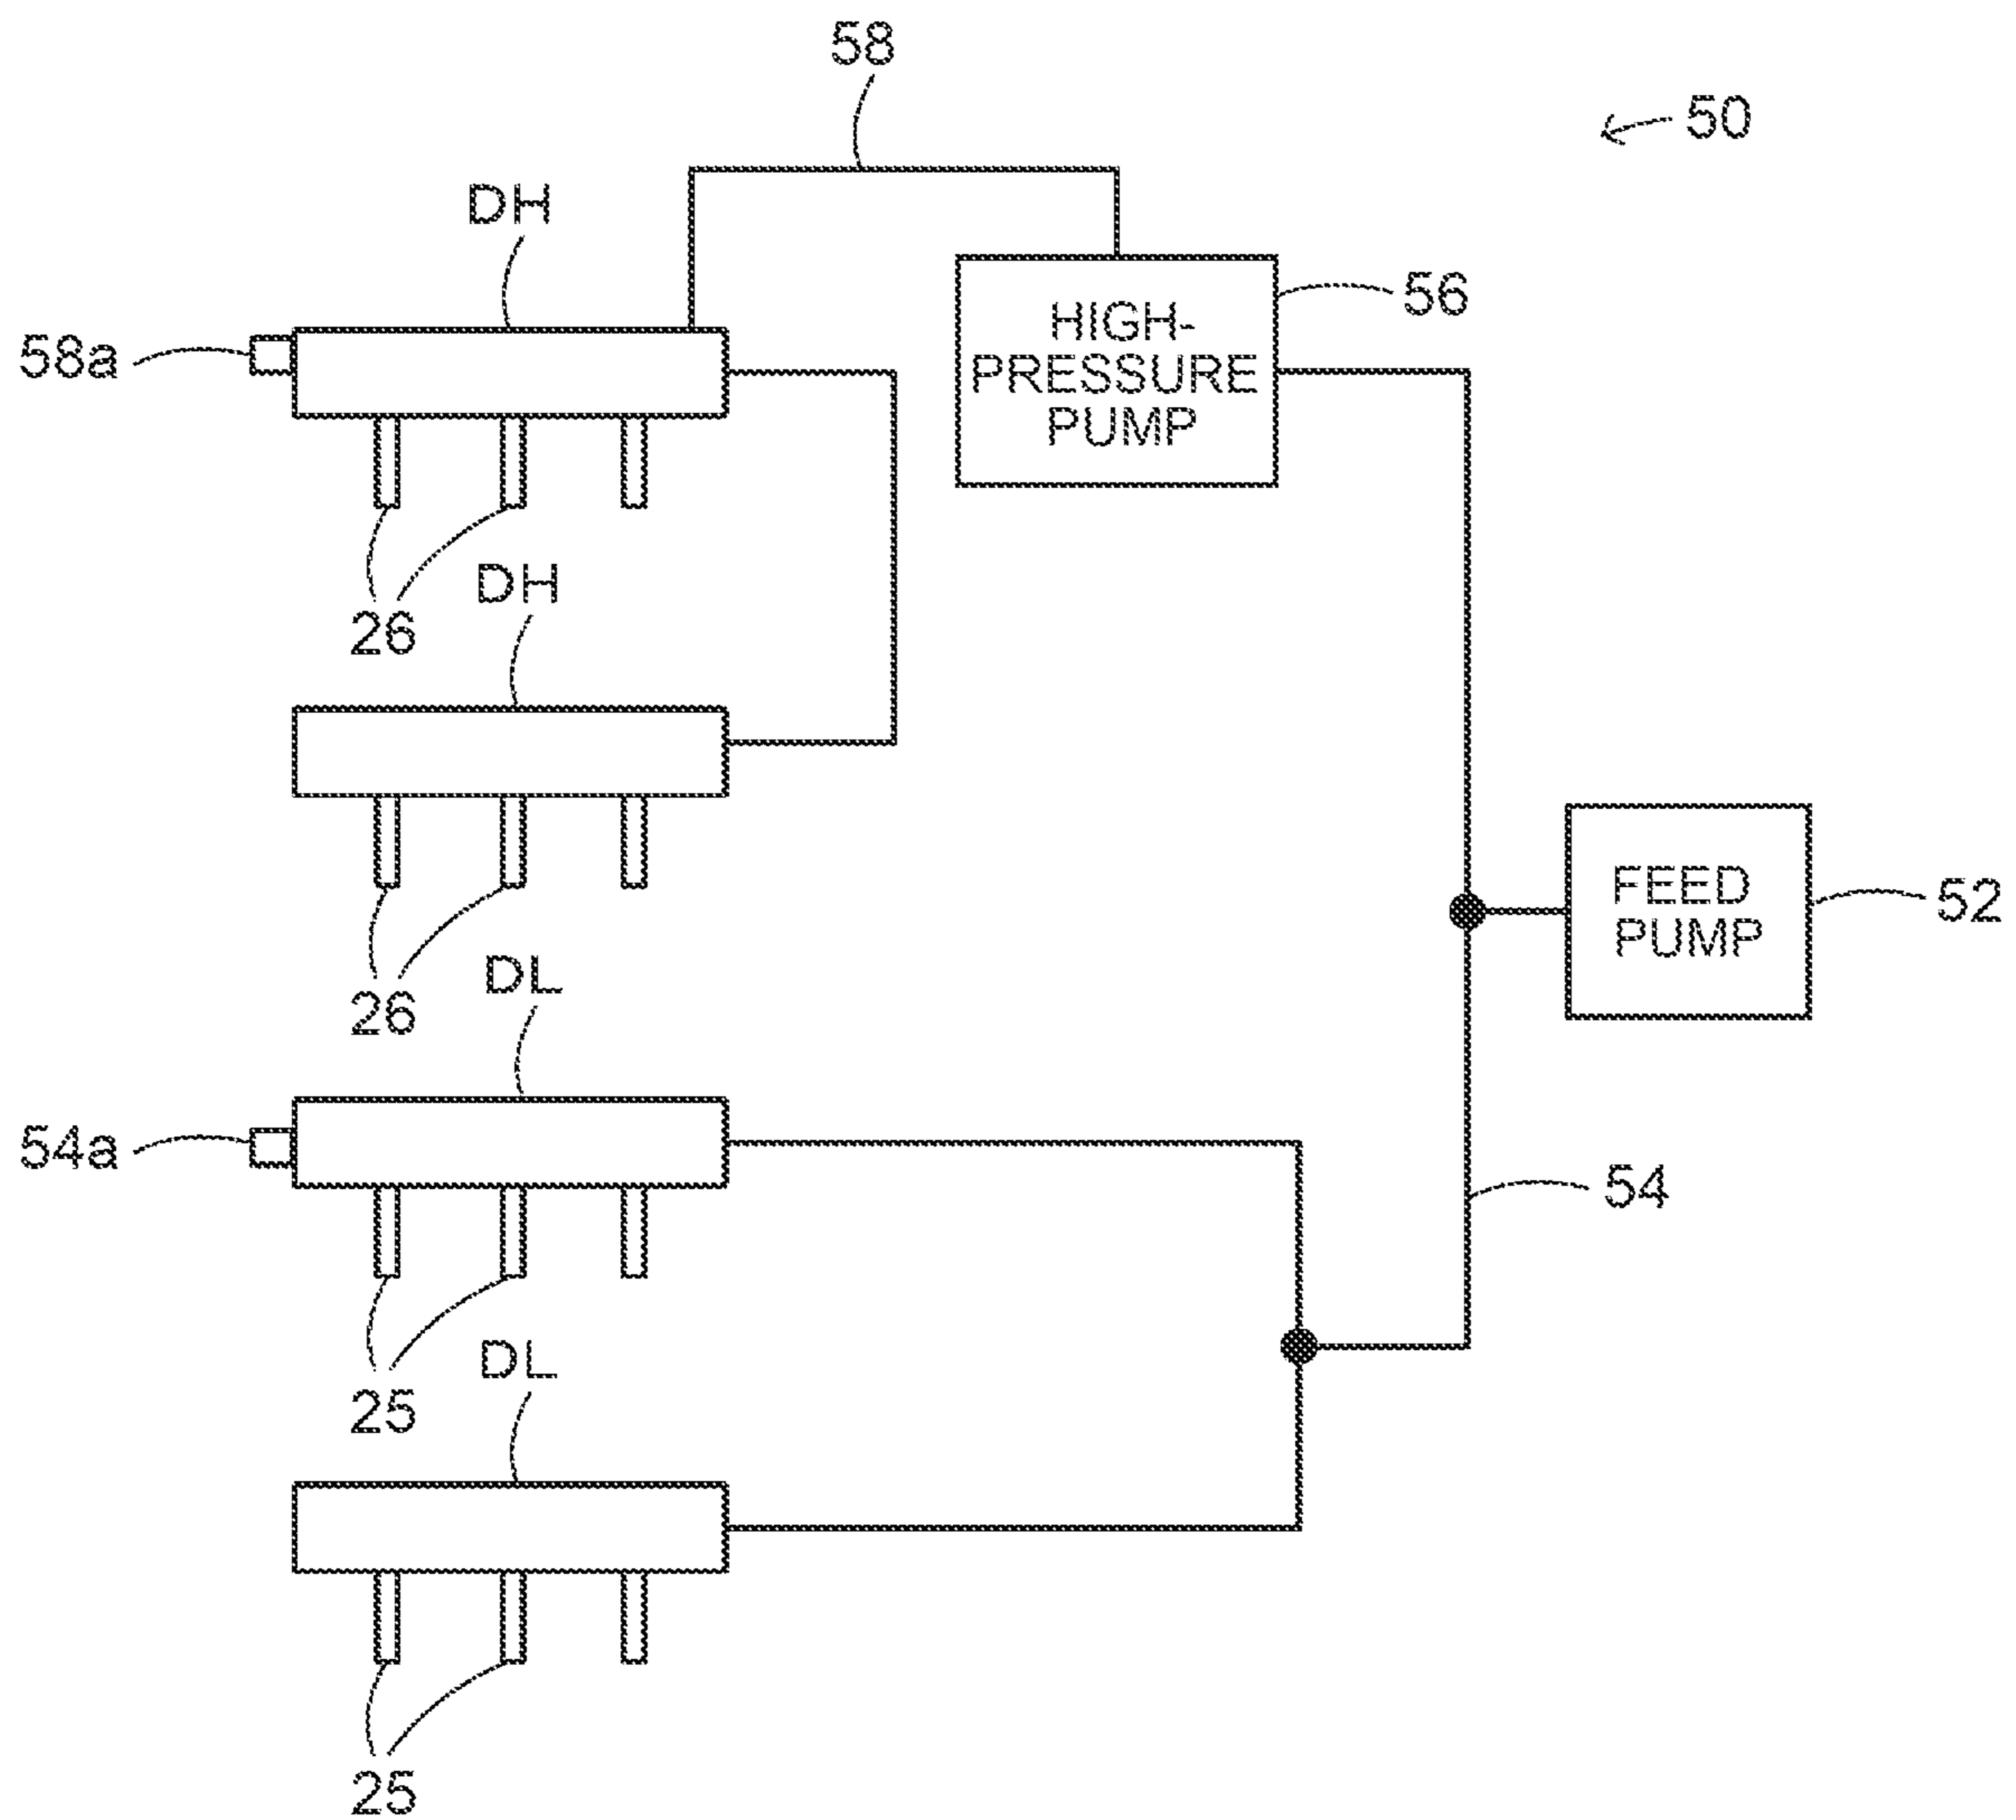 58
50
DH
56
HIGH-
PRESSURE
PUMP
58a
26
DH
FEED
PUMP
52
26
DL
54a
54
25
DL
25